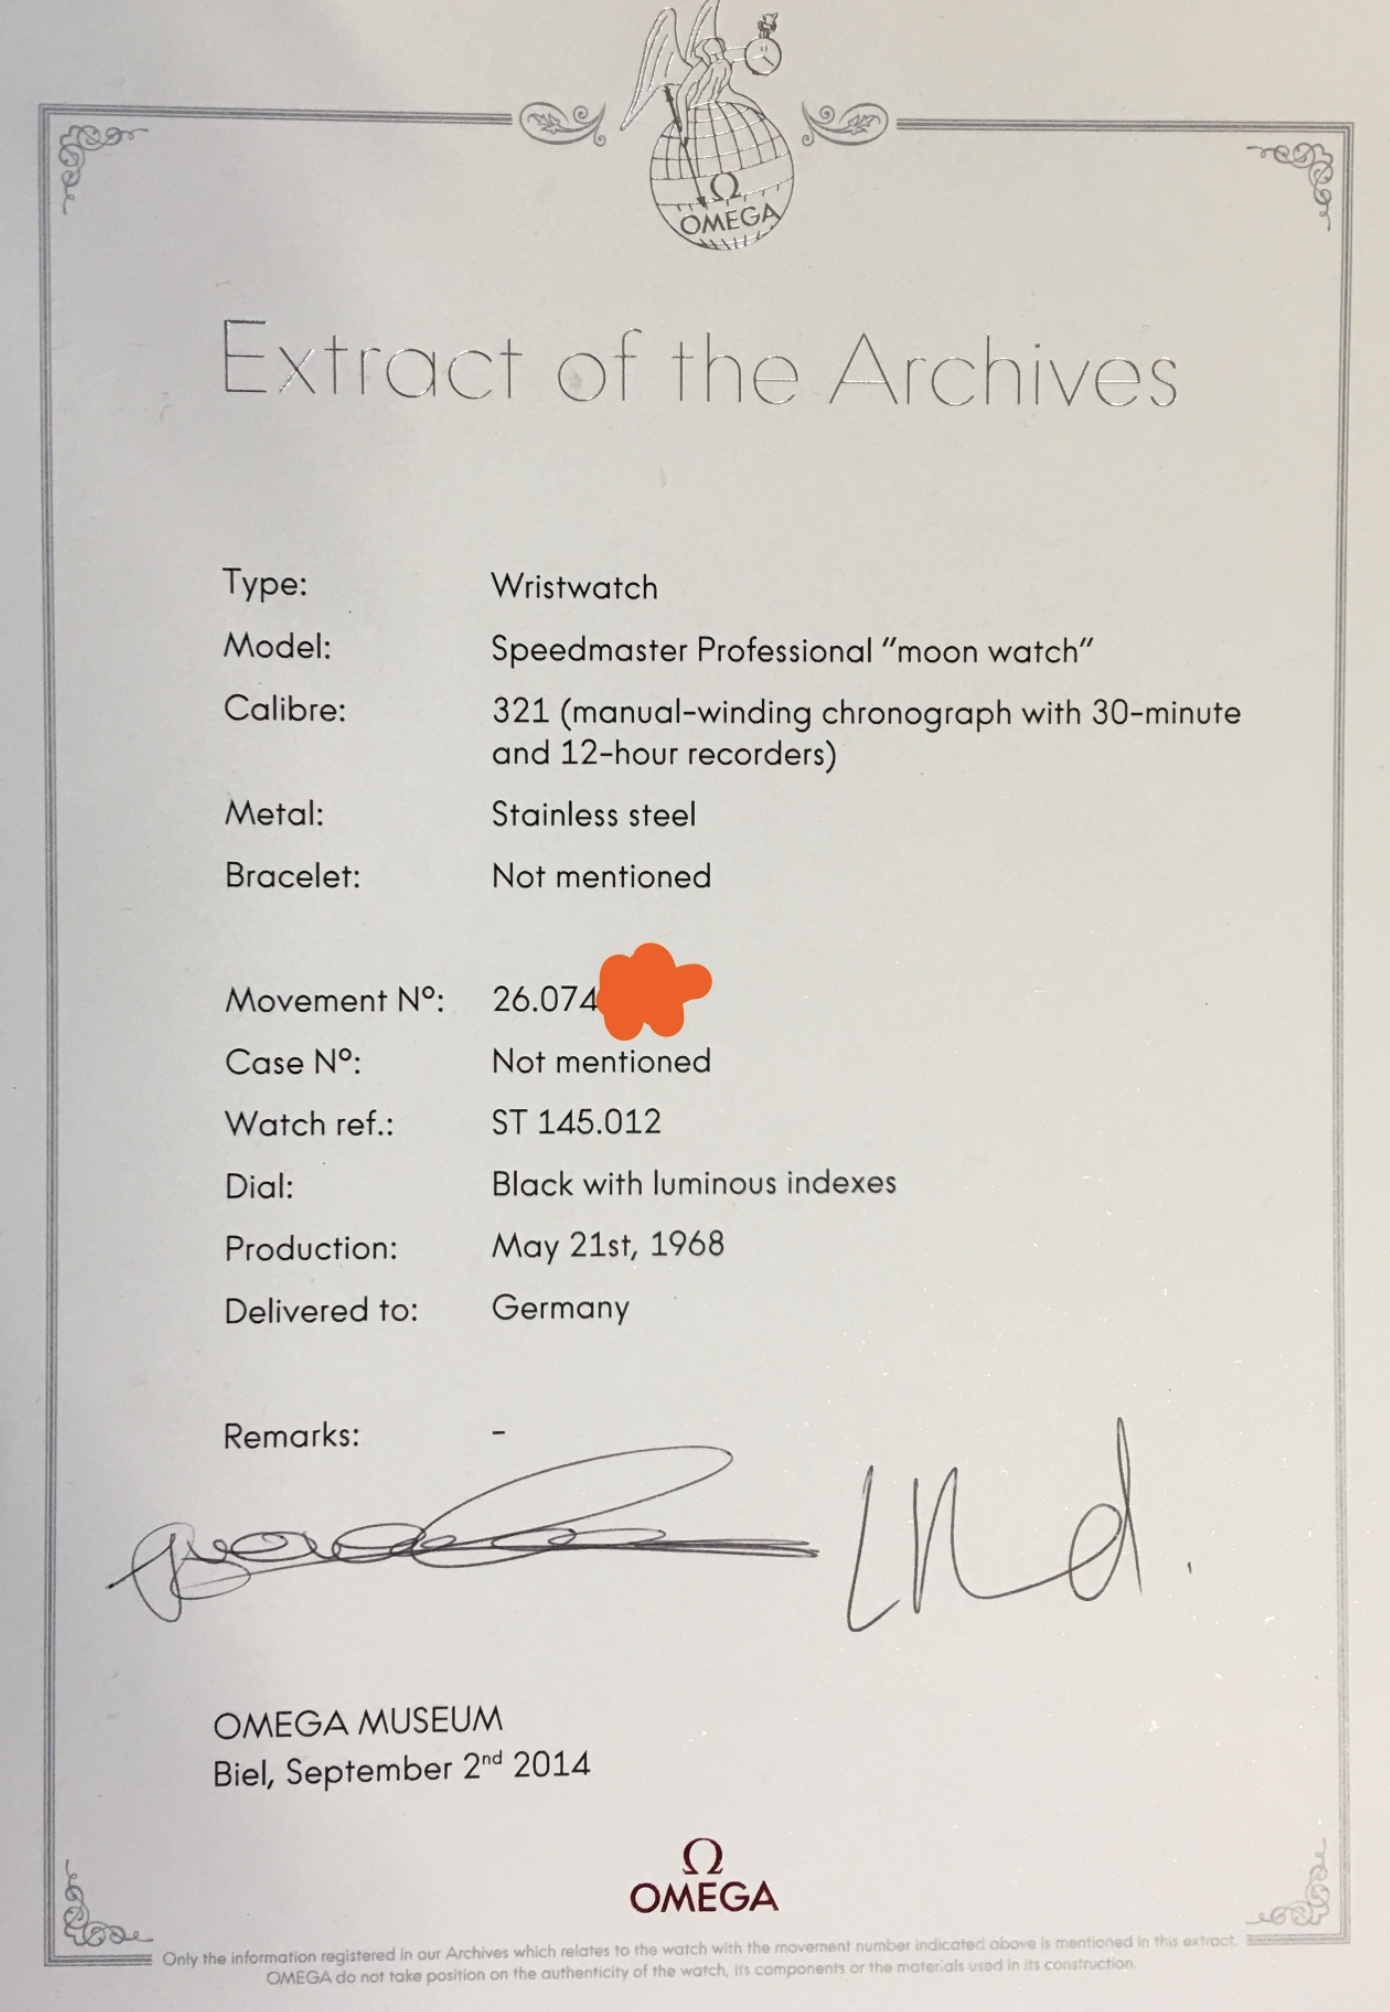 Ω
OMEGA
Extract of the Archives
Type: Wristwatch
Model: Speedmaster Professional "moon watch"
Calibre: 321 (manual-winding chronograph with 30-minute
and 12-hour recorders)
Metal: Stainless steel
Bracelet: Not mentioned
Movement Nº: 26.074
Case Nº: Not mentioned
Watch ref.: ST 145.012
Dial: Black with luminous indexes
Production: May 21st, 1968
Delivered to: Germany
Remarks: -
OMEGA MUSEUM
Biel, September 2nd 2014
Ω
OMEGA
Only the information registered in our Archives which relates to the watch with the movement number indicated above is mentioned in this extract.
OMEGA do not take position on the authenticity of the watch, its components or the materials used in its construction.